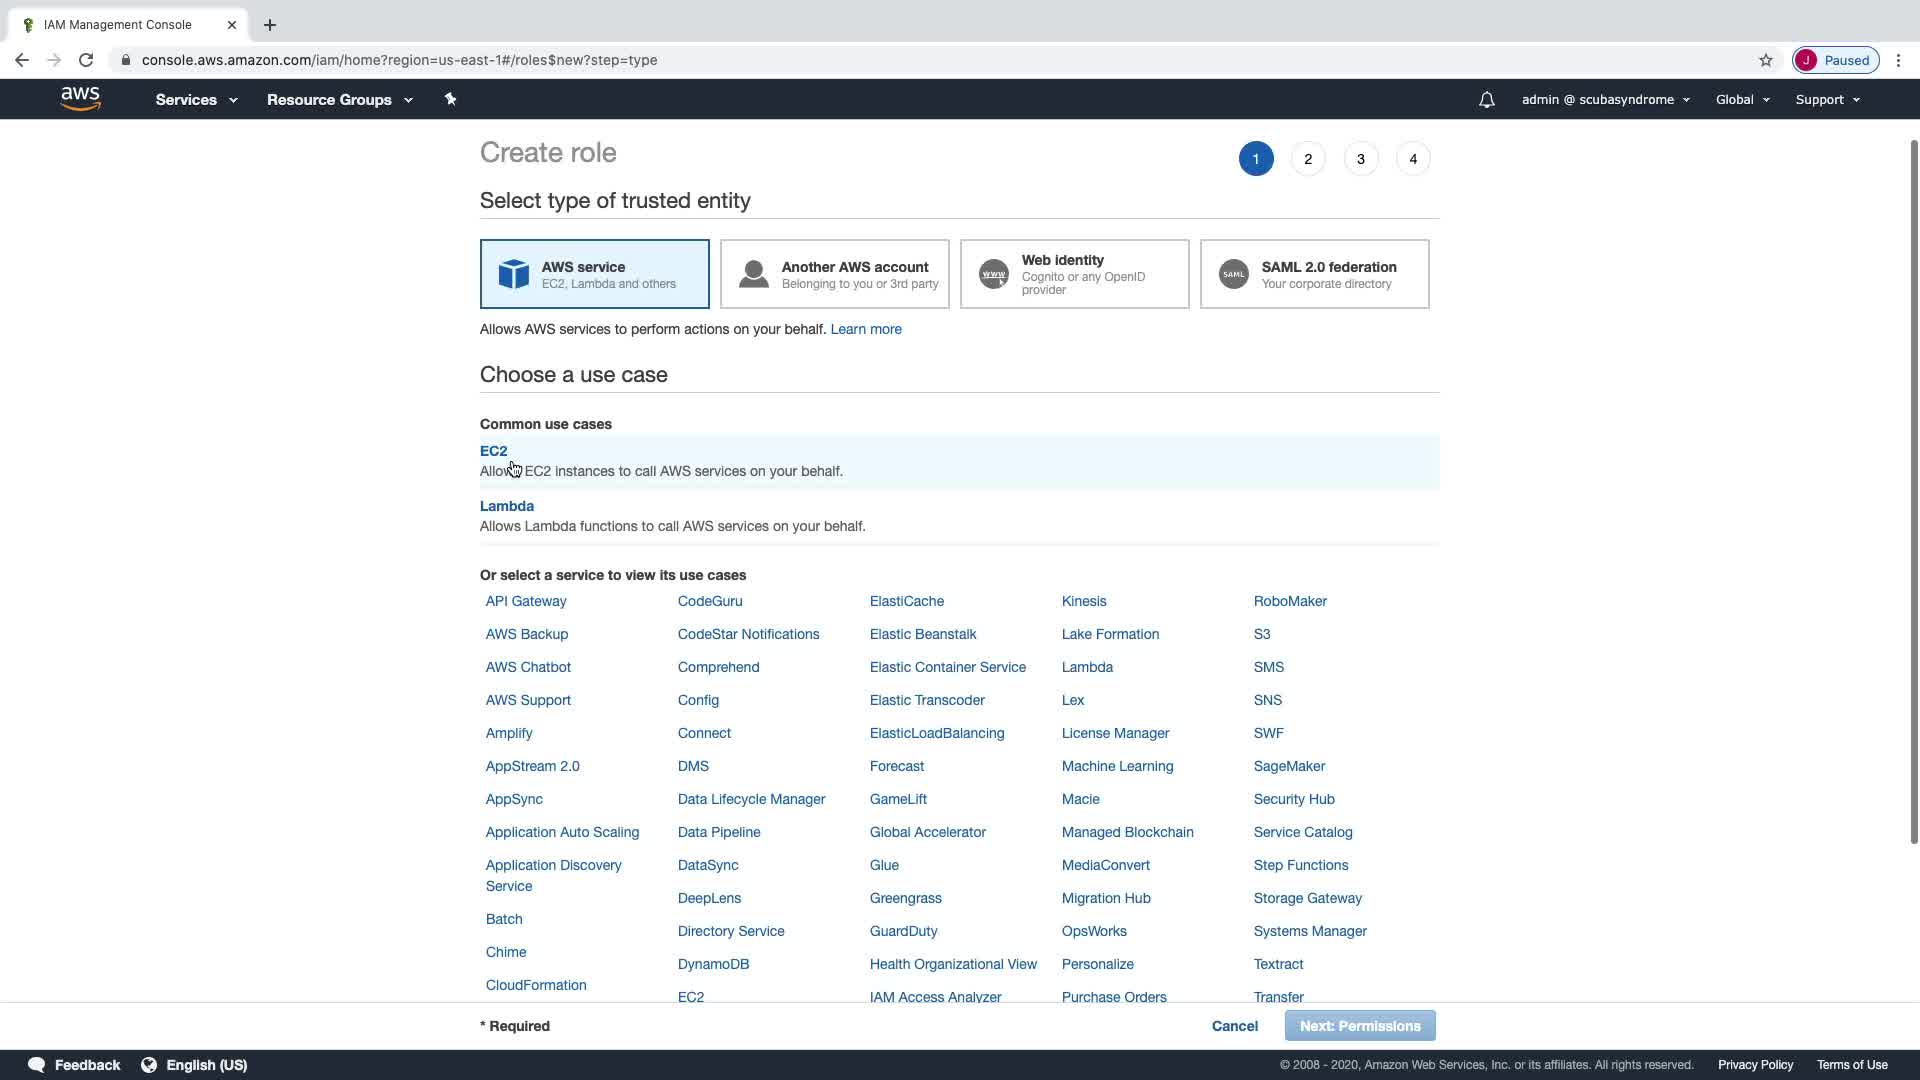 IAM Management Console
console.aws.amazon.com/iam/home?region=us-east-1#/roles$new?step=type
J Paused
aws Services Resource Groups admin @ scubasyndrome Global Support
Create role 1 2 3 4
Select type of trusted entity
AWS service
EC2, Lambda and others
Another AWS account
Belonging to you or 3rd party
WWW
Web identity
Cognito or any OpenID
provider
SAML
SAML 2.0 federation
Your corporate directory
Allows AWS services to perform actions on your behalf. Learn more
Choose a use case
Common use cases
EC2
Allows EC2 instances to call AWS services on your behalf.
Lambda
Allows Lambda functions to call AWS services on your behalf.
Or select a service to view its use cases
API Gateway CodeGuru ElastiCache Kinesis RoboMaker
AWS Backup CodeStar Notifications Elastic Beanstalk Lake Formation S3
AWS Chatbot Comprehend Elastic Container Service Lambda SMS
AWS Support Config Elastic Transcoder Lex SNS
Amplify Connect ElasticLoadBalancing License Manager SWF
AppStream 2.0 DMS Forecast Machine Learning SageMaker
AppSync Data Lifecycle Manager GameLift Macie Security Hub
Application Auto Scaling Data Pipeline Global Accelerator Managed Blockchain Service Catalog
Application Discovery DataSync Glue MediaConvert Step Functions
Service
DeepLens Greengrass Migration Hub Storage Gateway
Batch
Directory Service GuardDuty OpsWorks Systems Manager
Chime
DynamoDB Health Organizational View Personalize Textract
CloudFormation
EC2 IAM Access Analyzer Purchase Orders Transfer
* Required Cancel Next: Permissions
Feedback English (US) © 2008 - 2020, Amazon Web Services, Inc. or its affiliates. All rights reserved. Privacy Policy Terms of Use